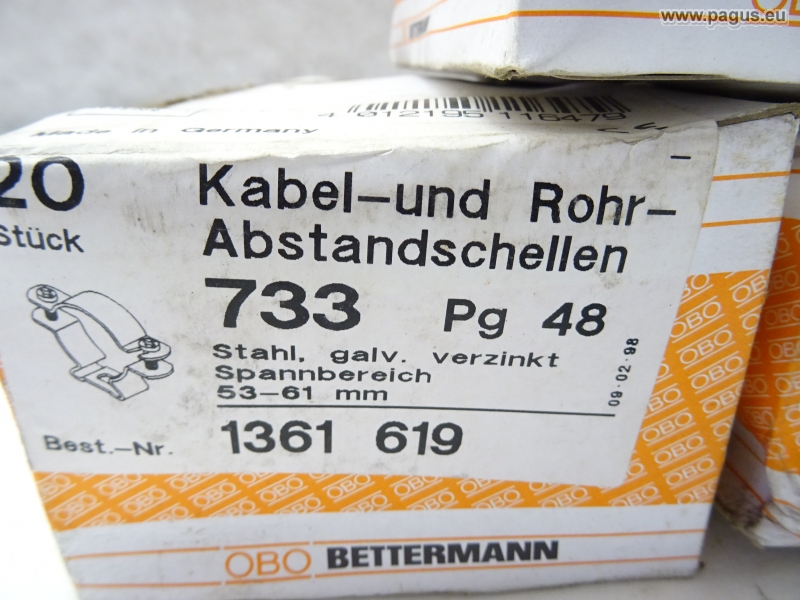 www.pagus.eu
Made in Germany
4 012195 116479
20
Stück
Kabel-und Rohr-
Abstandschellen
733 Pg 48
Stahl, galv. verzinkt
Spannbereich
53-61 mm
09.02.98
Best.-Nr. 1361 619
OBO BETTERMANN